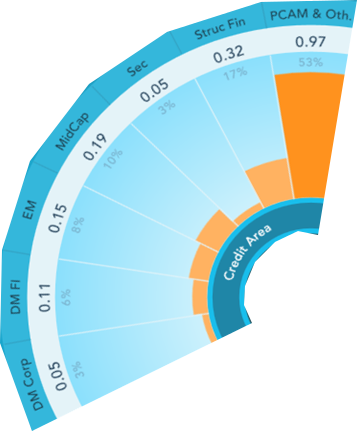 PCAM & Oth.
0.97
53%
Struc Fin
0.32
17%
Sec
0.05
3%
MidCap
0.19
10%
EM
0.15
8%
DM FI
0.11
6%
DM Corp
0.05
3%
Credit Area